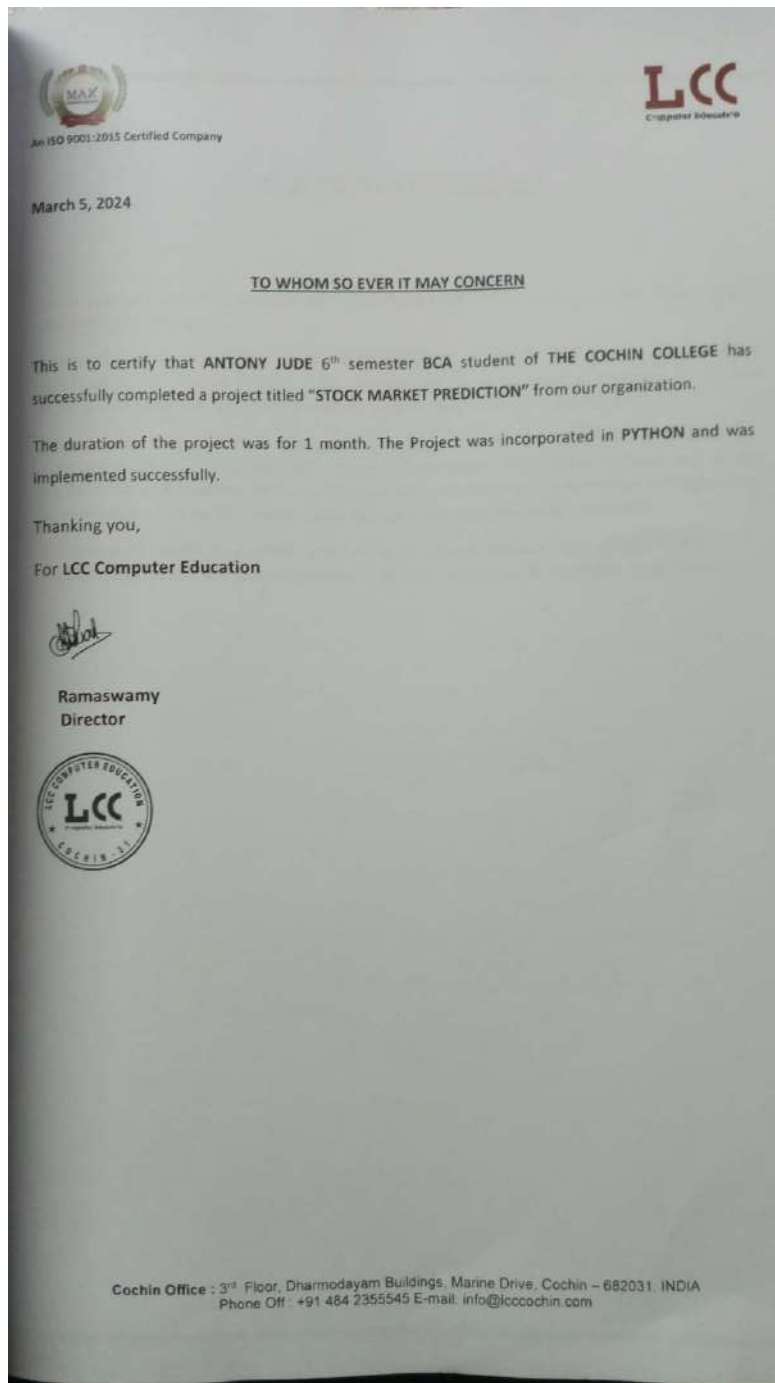 MAX
An ISO 9001:2015 Certified Company
LCC
Computer Education
March 5, 2024
TO WHOM SO EVER IT MAY CONCERN
This is to certify that ANTONY JUDE 6th semester BCA student of THE COCHIN COLLEGE has
successfully completed a project titled "STOCK MARKET PREDICTION" from our organization.
The duration of the project was for 1 month. The Project was incorporated in PYTHON and was
implemented successfully.
Thanking you,
For LCC Computer Education
Ramaswamy
Director
LCC COMPUTER EDUCATION
LCC
COCHIN - 31
Cochin Office : 3rd Floor, Dharmodayam Buildings, Marine Drive, Cochin – 682031. INDIA
Phone Off : +91 484 2355545 E-mail: info@lcccochin.com